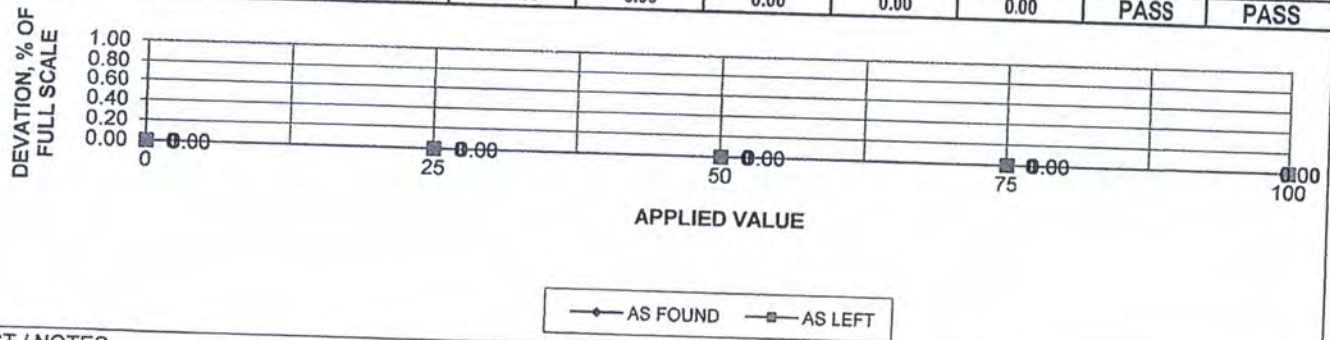 0.00 0.00 0.00 0.00 PASS PASS
DEVATION, % OF
FULL SCALE
1.00
0.80
0.60
0.40
0.20
0.00
0.00 0.00 0.00 0.00 0.00
0 25 50 75 100
APPLIED VALUE
AS FOUND AS LEFT
/ NOTES